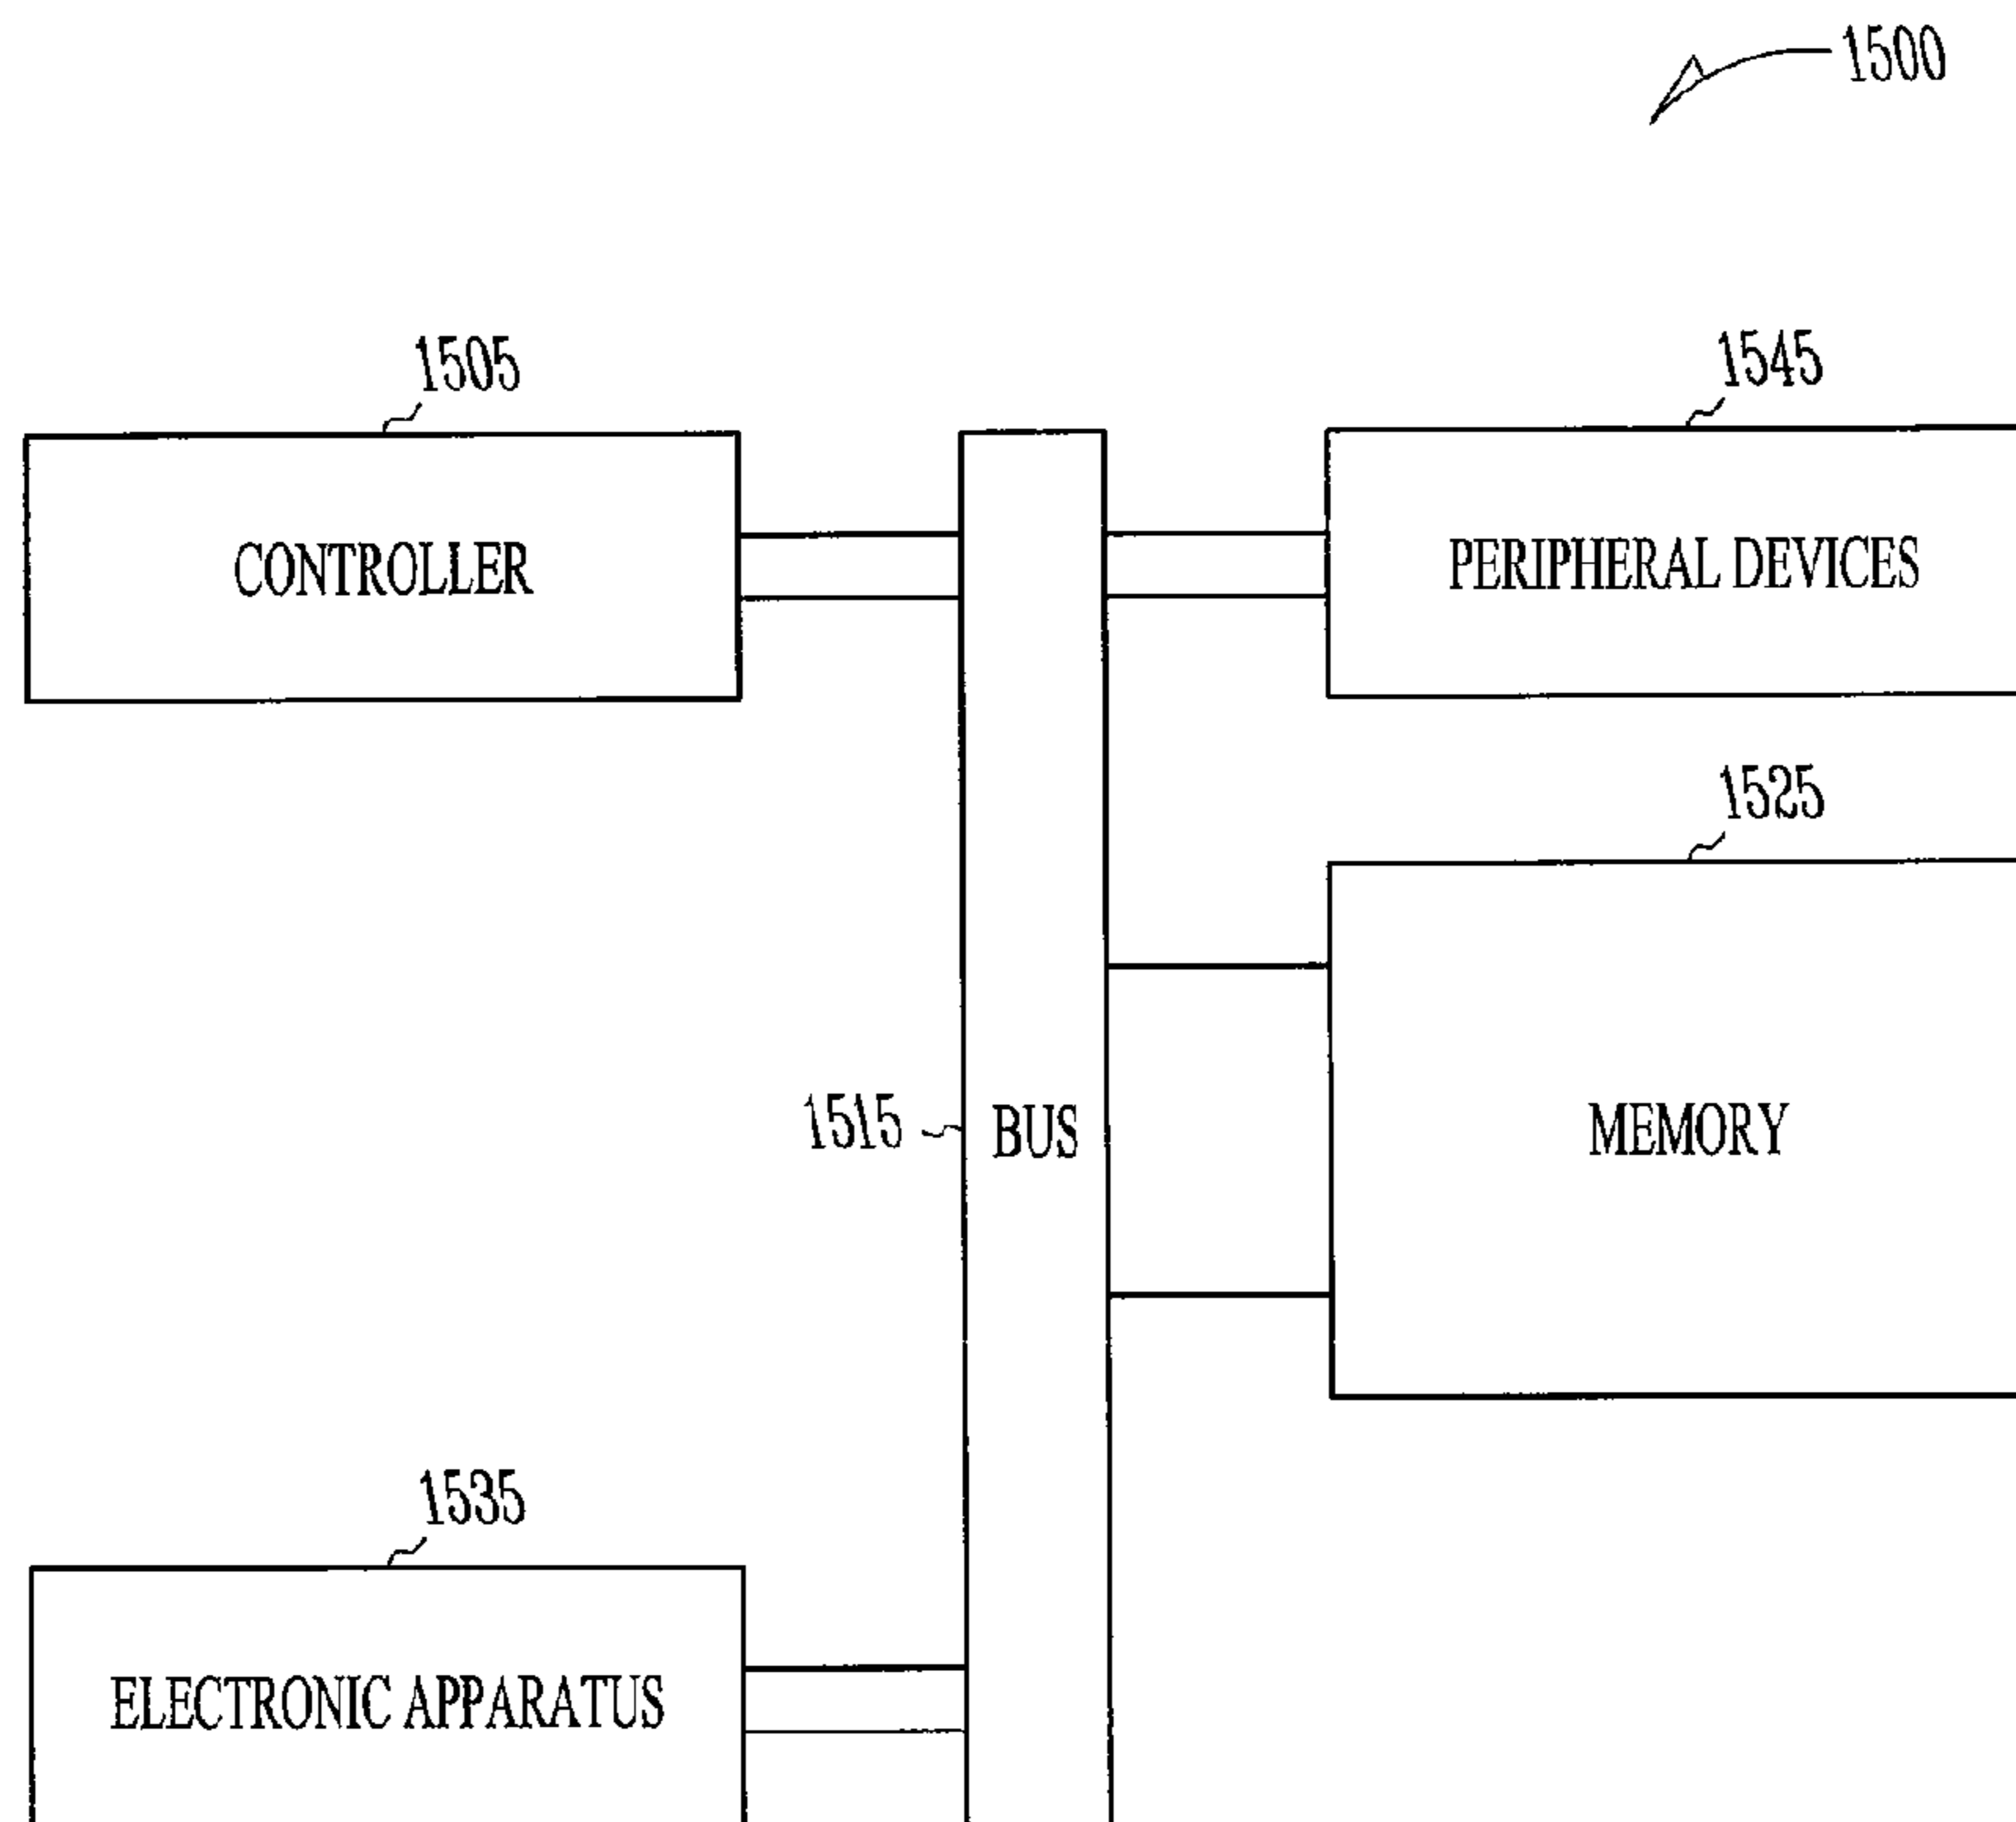 1500
1505
1545
CONTROLLER
PERIPHERAL DEVICES
1525
1515
BUS
MEMORY
1535
ELECTRONIC APPARATUS